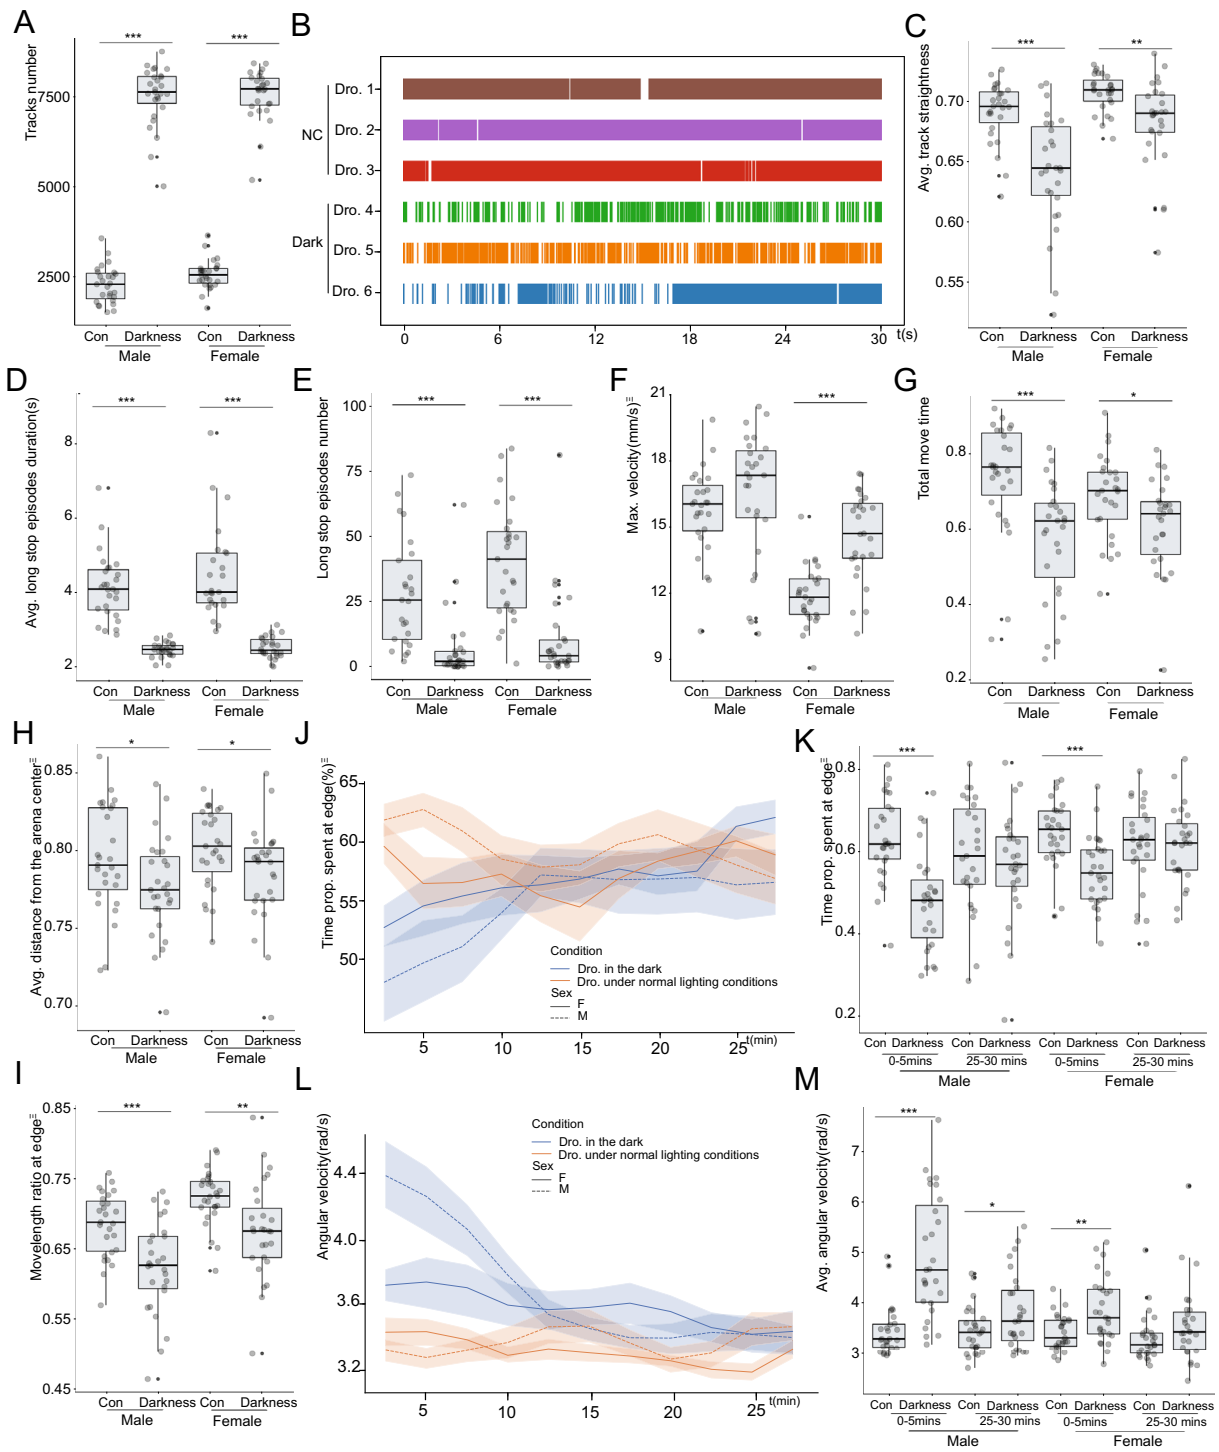 A
Tracks number
7500
5000
2500
***
***
Con Darkness Con Darkness
Male Female
B
NC
Dark
Dro. 1
Dro. 2
Dro. 3
Dro. 4
Dro. 5
Dro. 6
0 6 12 18 24 30 t(s)
C
Avg. track straightness
0.70
0.65
0.60
0.55
***
**
Con Darkness Con Darkness
Male Female
D
Avg. long stop episodes duration(s)
8
6
4
2
***
***
Con Darkness Con Darkness
Male Female
E
Long stop episodes number
100
75
50
25
0
***
***
Con Darkness Con Darkness
Male Female
F
Max. velocity(mm/s)
21
18
15
12
9
***
Con Darkness Con Darkness
Male Female
G
Total move time
0.8
0.6
0.4
0.2
***
*
Con Darkness Con Darkness
Male Female
H
Avg. distance from the arena center
0.85
0.80
0.75
0.70
*
*
Con Darkness Con Darkness
Male Female
J
Time prop. spent at edge(%)
65
60
55
50
Condition
Dro. in the dark
Dro. under normal lighting conditions
Sex
F
M
5 10 15 20 25 t(min)
K
Time prop. spent at edge
0.8
0.6
0.4
0.2
***
***
Con Darkness Con Darkness Con Darkness Con Darkness
0-5mins 25-30 mins 0-5mins 25-30 mins
Male Female
I
Movelength ratio at edge
0.85
0.75
0.65
0.55
0.45
***
**
Con Darkness Con Darkness
Male Female
L
Angular velocity(rad/s)
4.4
4.0
3.6
3.2
Condition
Dro. in the dark
Dro. under normal lighting conditions
Sex
F
M
5 10 15 20 25 t(min)
M
Avg. angular velocity(rad/s)
7
6
5
4
3
***
*
**
Con Darkness Con Darkness Con Darkness Con Darkness
0-5mins 25-30 mins 0-5mins 25-30 mins
Male Female